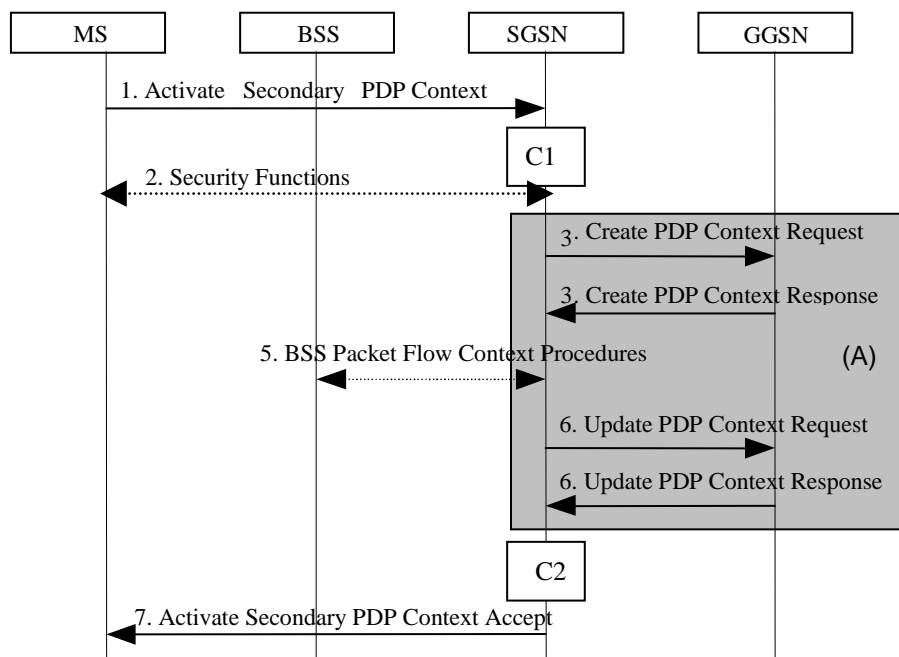 MS BSS SGSN GGSN
1. Activate Secondary PDP Context
C1
2. Security Functions
3. Create PDP Context Request
3. Create PDP Context Response
(A)
5. BSS Packet Flow Context Procedures
6. Update PDP Context Request
6. Update PDP Context Response
C2
7. Activate Secondary PDP Context Accept